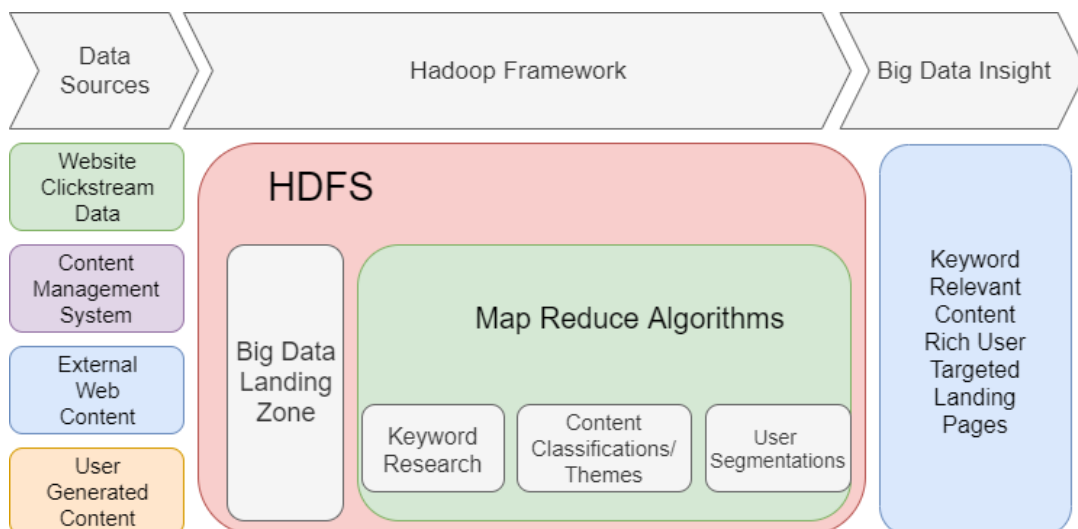 Data
Sources
Hadoop Framework
Big Data Insight
Website
Clickstream
Data
Content
Management
System
External
Web
Content
User
Generated
Content
HDFS
Big Data
Landing
Zone
Map Reduce Algorithms
Keyword
Research
Content
Classifications/
Themes
User
Segmentations
Keyword
Relevant
Content
Rich User
Targeted
Landing
Pages